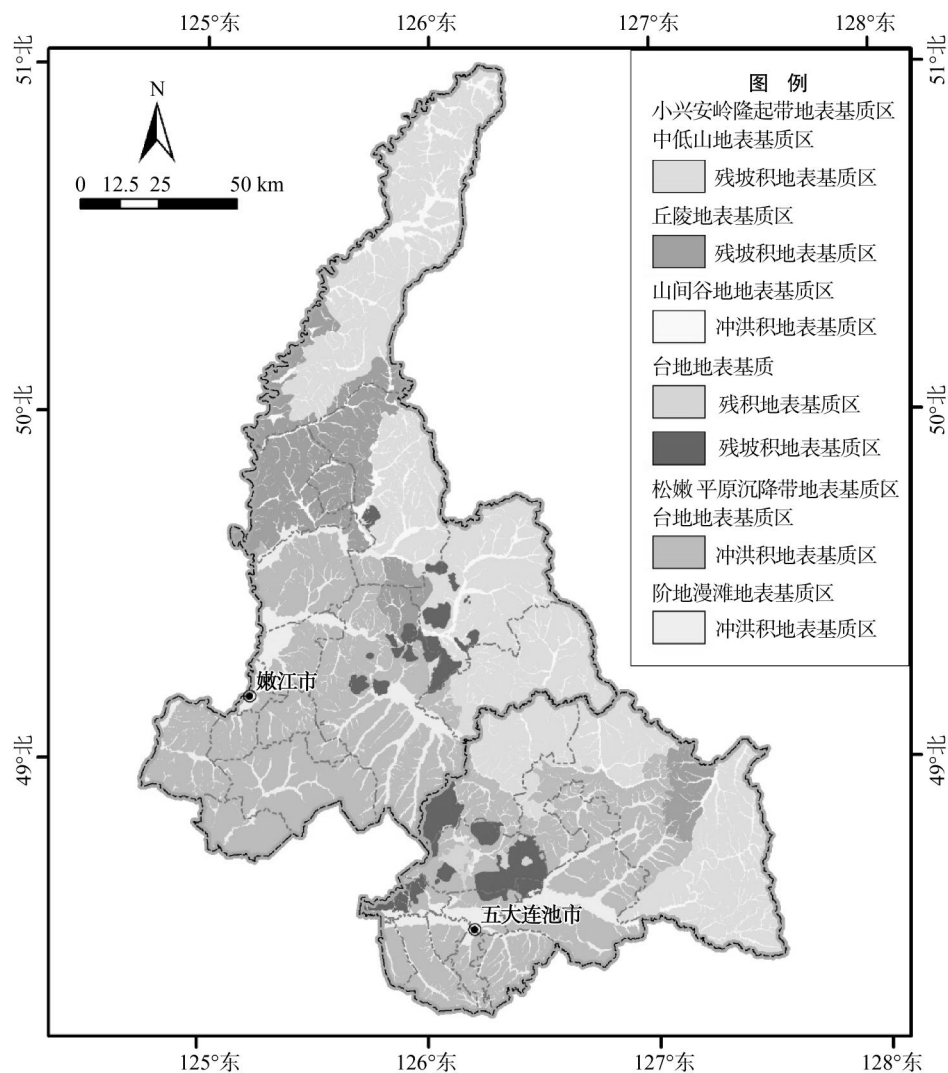 125°东 126°东 127°东 128°东
51°北
51°北
N
0 12.5 25 50 km
图 例
小兴安岭隆起带地表基质区
中低山地表基质区
残坡积地表基质区
丘陵地表基质区
残坡积地表基质区
山间谷地地表基质区
冲洪积地表基质区
台地地表基质
残积地表基质区
残坡积地表基质区
松嫩 平原沉降带地表基质区
台地地表基质区
冲洪积地表基质区
阶地漫滩地表基质区
冲洪积地表基质区
50°北
50°北
嫩江市
49°北
49°北
五大连池市
125°东 126°东 127°东 128°东